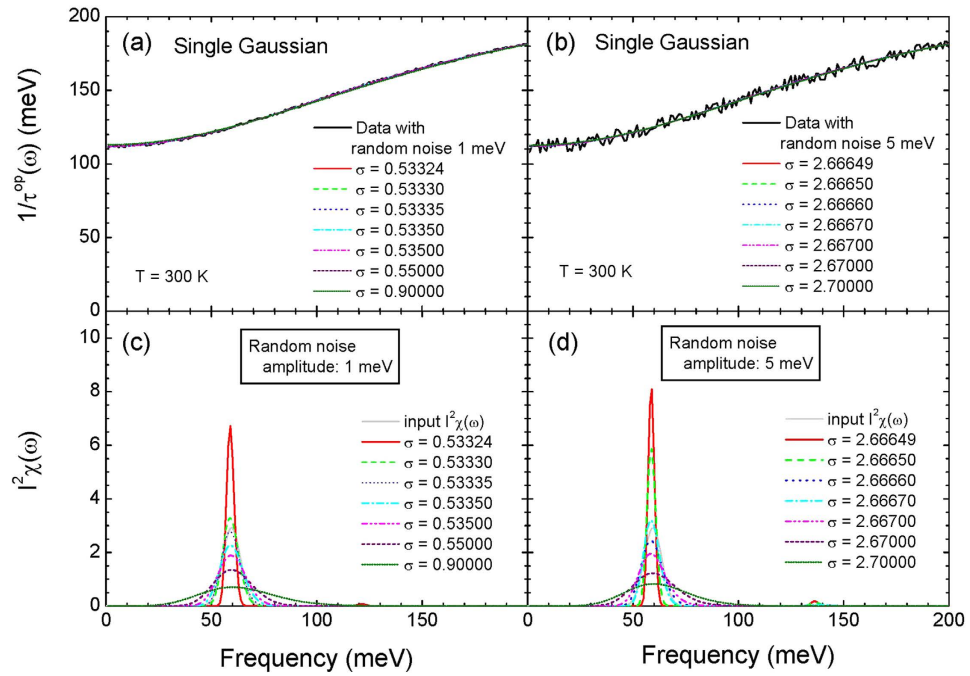 200
150
100
50
0
1/τ^op(ω) (meV)
(a) Single Gaussian
Data with
random noise 1 meV
σ = 0.53324
σ = 0.53330
σ = 0.53335
σ = 0.53350
σ = 0.53500
σ = 0.55000
σ = 0.90000
T = 300 K
(b) Single Gaussian
Data with
random noise 5 meV
σ = 2.66649
σ = 2.66650
σ = 2.66660
σ = 2.66670
σ = 2.66700
σ = 2.67000
σ = 2.70000
T = 300 K
10
8
6
4
2
0
I²χ(ω)
(c)
Random noise
amplitude: 1 meV
input I²χ(ω)
σ = 0.53324
σ = 0.53330
σ = 0.53335
σ = 0.53350
σ = 0.53500
σ = 0.55000
σ = 0.90000
0 50 100 150
Frequency (meV)
(d)
Random noise
amplitude: 5 meV
input I²χ(ω)
σ = 2.66649
σ = 2.66650
σ = 2.66660
σ = 2.66670
σ = 2.66700
σ = 2.67000
σ = 2.70000
0 50 100 150 200
Frequency (meV)